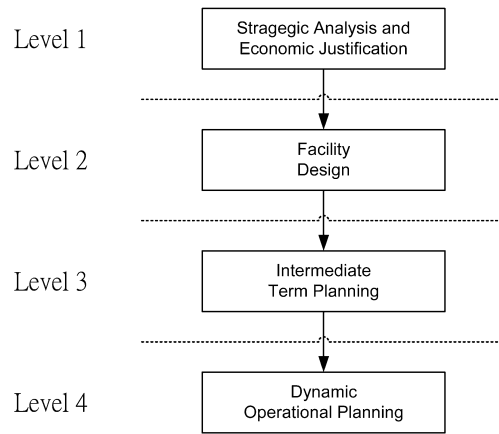 Level 1
Stragegic Analysis and
Economic Justification
Level 2
Facility
Design
Level 3
Intermediate
Term Planning
Level 4
Dynamic
Operational Planning